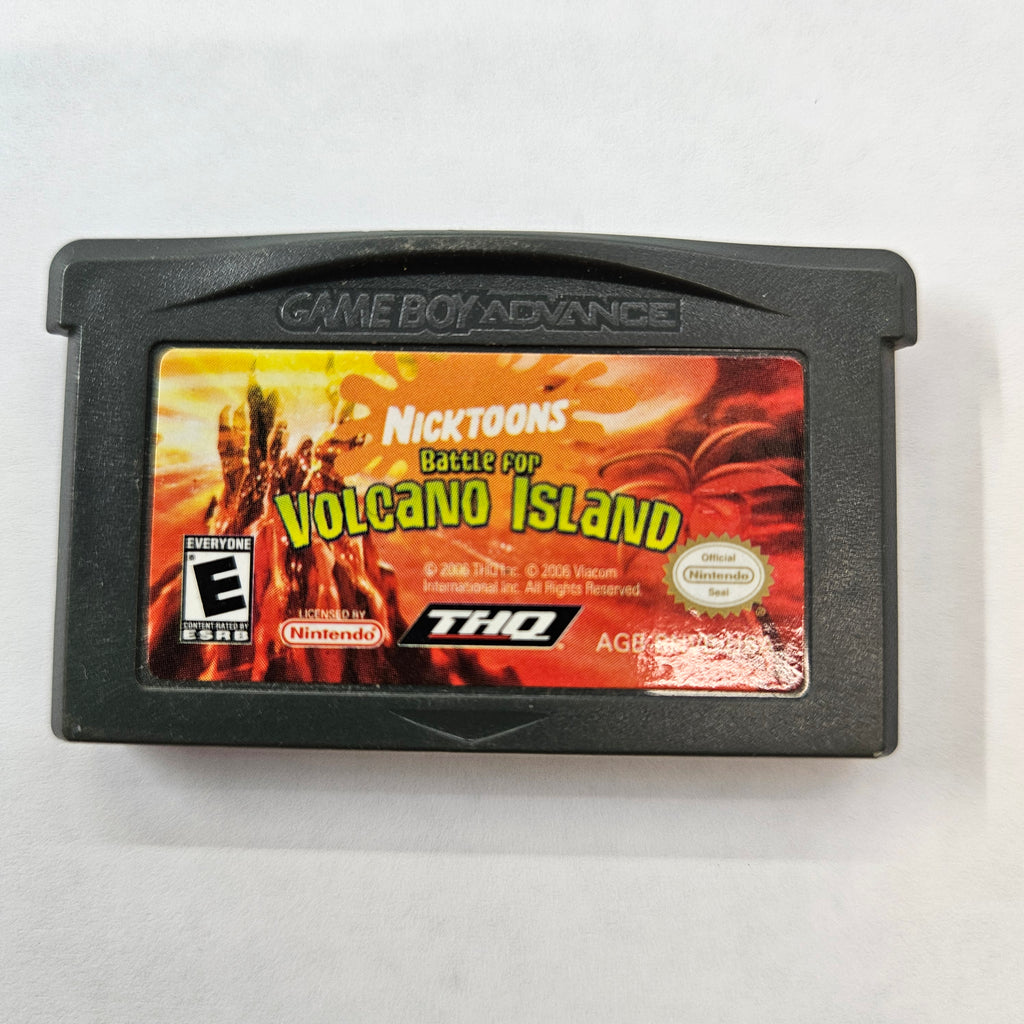 GAME BOY ADVANCE
NICKTOONS
BATTLE FOR
VOLCANO ISLAND
EVERYONE
E
CONTENT RATED BY
ESRB
© 2006 THQ Inc. © 2006 Viacom
International Inc. All Rights Reserved.
Official
Nintendo
Seal
LICENSED BY
Nintendo
THQ
AGB